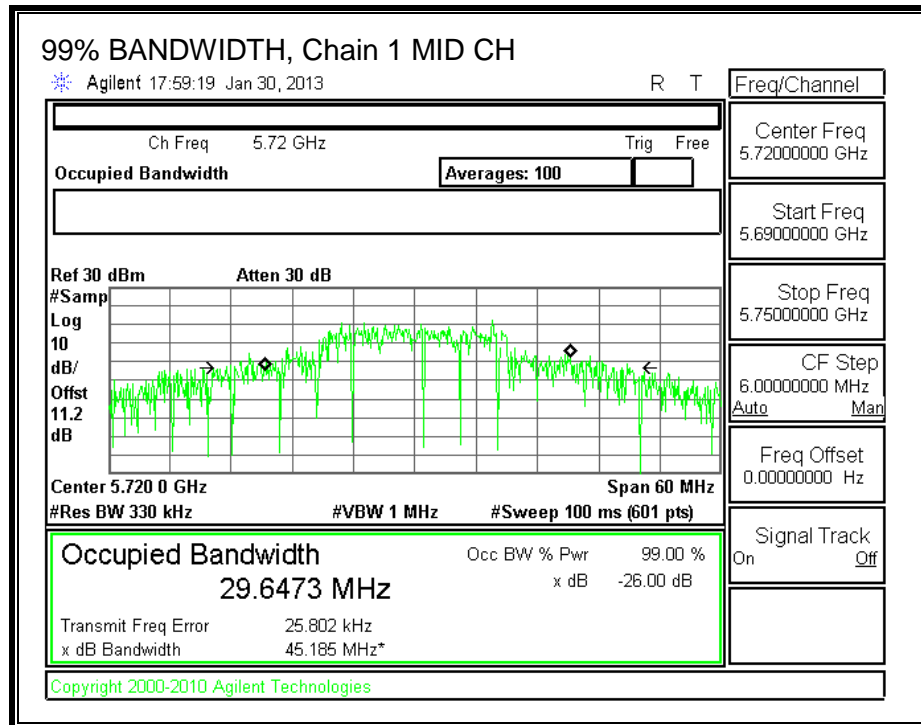 99% BANDWIDTH, Chain 1 MID CH
Agilent 17:59:19 Jan 30, 2013 R T
Freq/Channel
Ch Freq 5.72 GHz Trig Free
Occupied Bandwidth Averages: 100
Center Freq
5.72000000 GHz
Start Freq
5.69000000 GHz
Stop Freq
5.75000000 GHz
CF Step
6.00000000 MHz
Auto Man
Freq Offset
0.00000000 Hz
Signal Track
On Off
Ref 30 dBm Atten 30 dB
#Samp
Log
10
dB/
Offst
11.2
dB
Center 5.720 0 GHz Span 60 MHz
#Res BW 330 kHz #VBW 1 MHz #Sweep 100 ms (601 pts)
Occupied Bandwidth Occ BW % Pwr 99.00 %
29.6473 MHz x dB -26.00 dB
Transmit Freq Error 25.802 kHz
x dB Bandwidth 45.185 MHz*
Copyright 2000-2010 Agilent Technologies